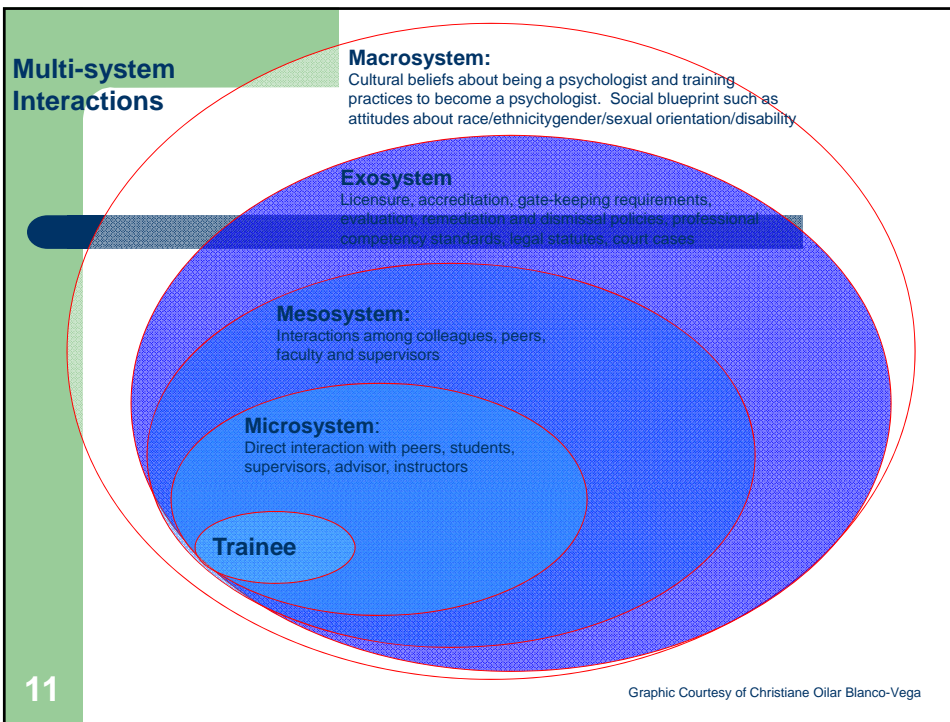 Multi-system
Interactions
Macrosystem:
Cultural beliefs about being a psychologist and training
practices to become a psychologist. Social blueprint such as
attitudes about race/ethnicitygender/sexual orientation/disability
Exosystem
Licensure, accreditation, gate-keeping requirements,
evaluation, remediation and dismissal policies, professional
competency standards, legal statutes, court cases
Mesosystem:
Interactions among colleagues, peers,
faculty and supervisors
Microsystem:
Direct interaction with peers, students,
supervisors, advisor, instructors
Trainee
11
Graphic Courtesy of Christiane Oilar Blanco-Vega